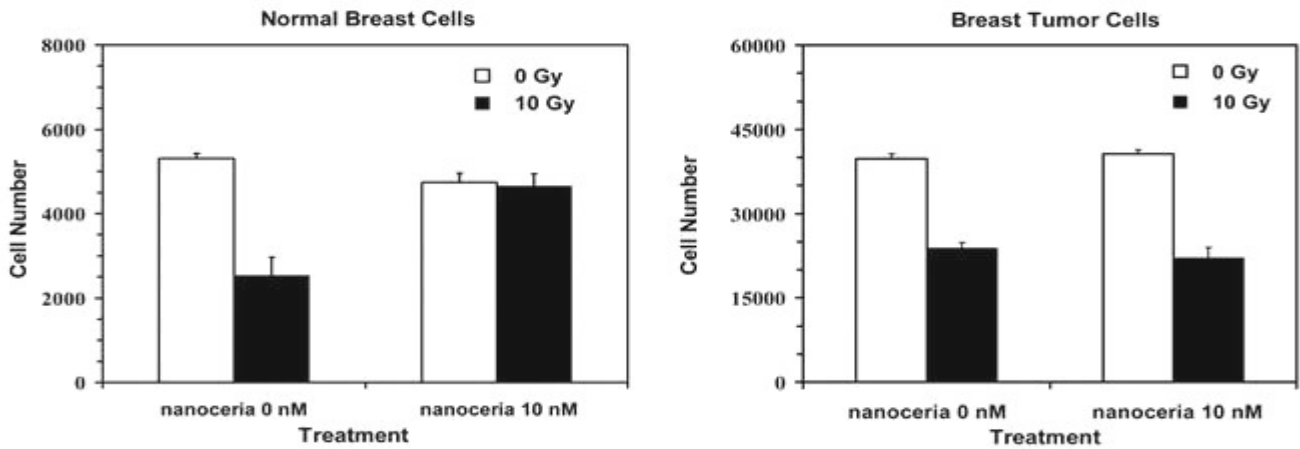 Normal Breast Cells
8000
6000
4000
2000
0
Cell Number
0 Gy
10 Gy
nanoceria 0 nM
nanoceria 10 nM
Treatment
Breast Tumor Cells
60000
45000
30000
15000
0
Cell Number
0 Gy
10 Gy
nanoceria 0 nM
nanoceria 10 nM
Treatment